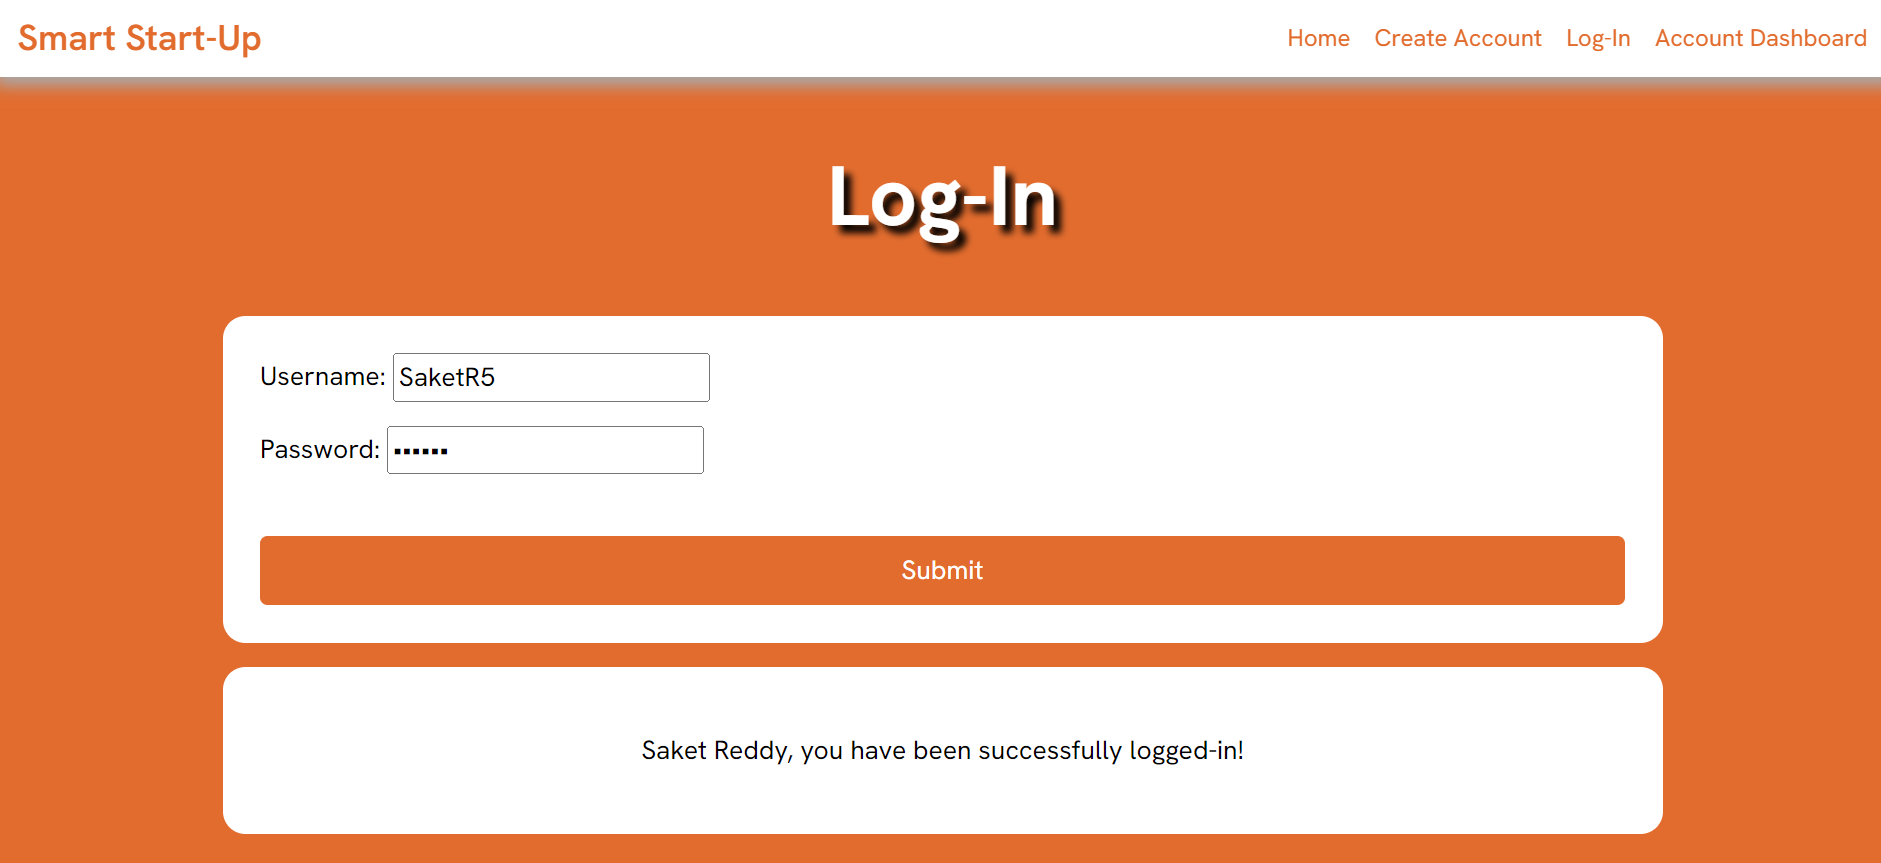 Smart Start-Up Home Create Account Log-In Account Dashboard
Log-In
Username: SaketR5
Password: ▪▪▪▪▪▪
Submit
Saket Reddy, you have been successfully logged-in!